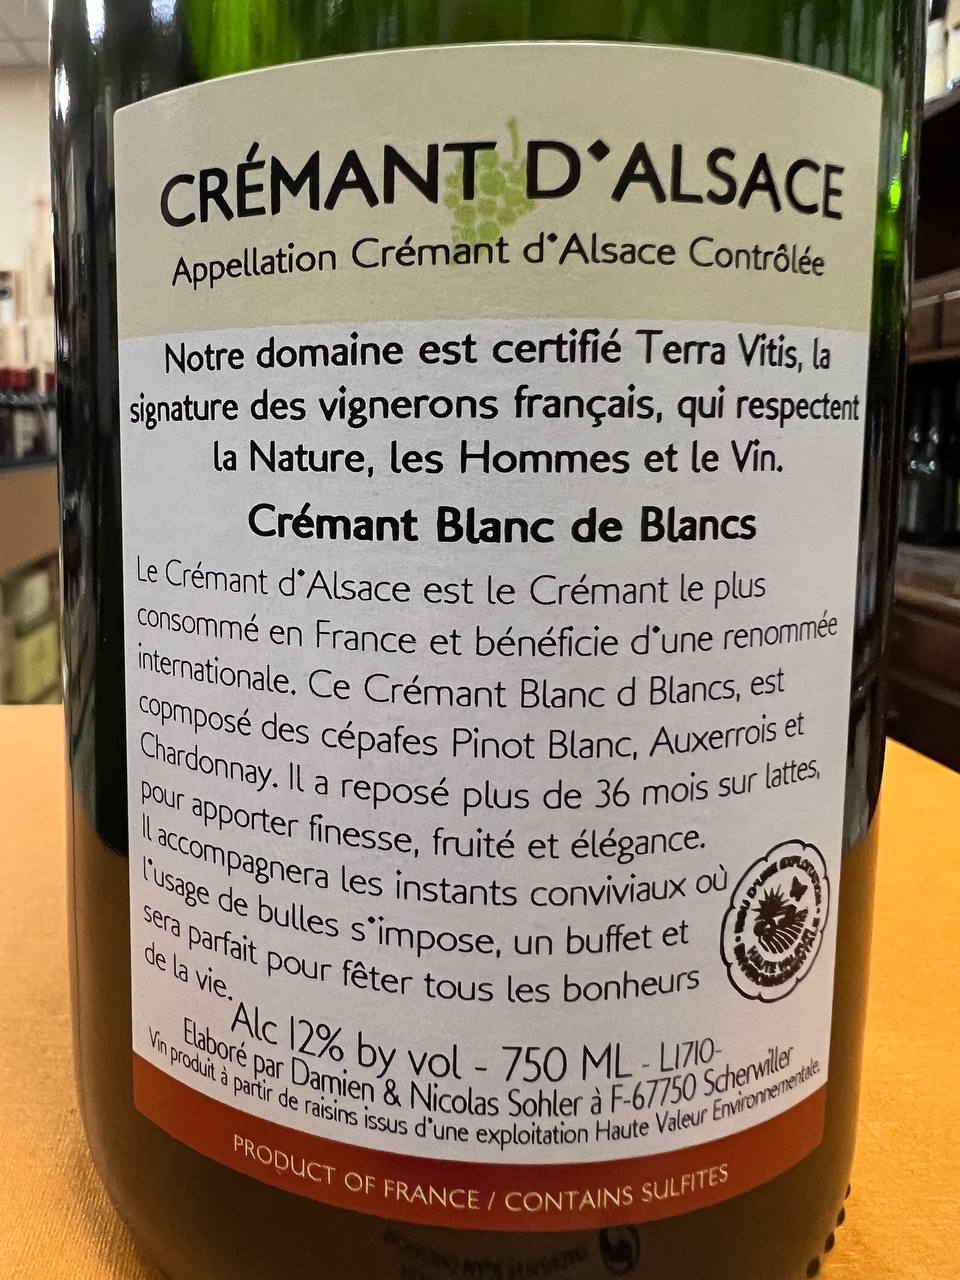 CRÉMANT D'ALSACE
Appellation Crémant d'Alsace Contrôlée
Notre domaine est certifié Terra Vitis, la
signature des vignerons français, qui respectent
la Nature, les Hommes et le Vin.
Crémant Blanc de Blancs
Le Crémant d'Alsace est le Crémant le plus
consommé en France et bénéficie d'une renommée
internationale. Ce Crémant Blanc d Blancs, est
copmposé des cépafes Pinot Blanc, Auxerrois et
Chardonnay. Il a reposé plus de 36 mois sur lattes,
pour apporter finesse, fruité et élégance.
Il accompagnera les instants conviviaux où
l'usage de bulles s'impose, un buffet et
sera parfait pour fêter tous les bonheurs
de la vie.
HAUTE VALEUR
Alc 12% by vol - 750 ML - L1710-
Elaboré par Damien & Nicolas Sohler à F-67750 Scherwiller
Vin produit à partir de raisins issus d'une exploitation Haute Valeur Environnementale.
PRODUCT OF FRANCE / CONTAINS SULFITES